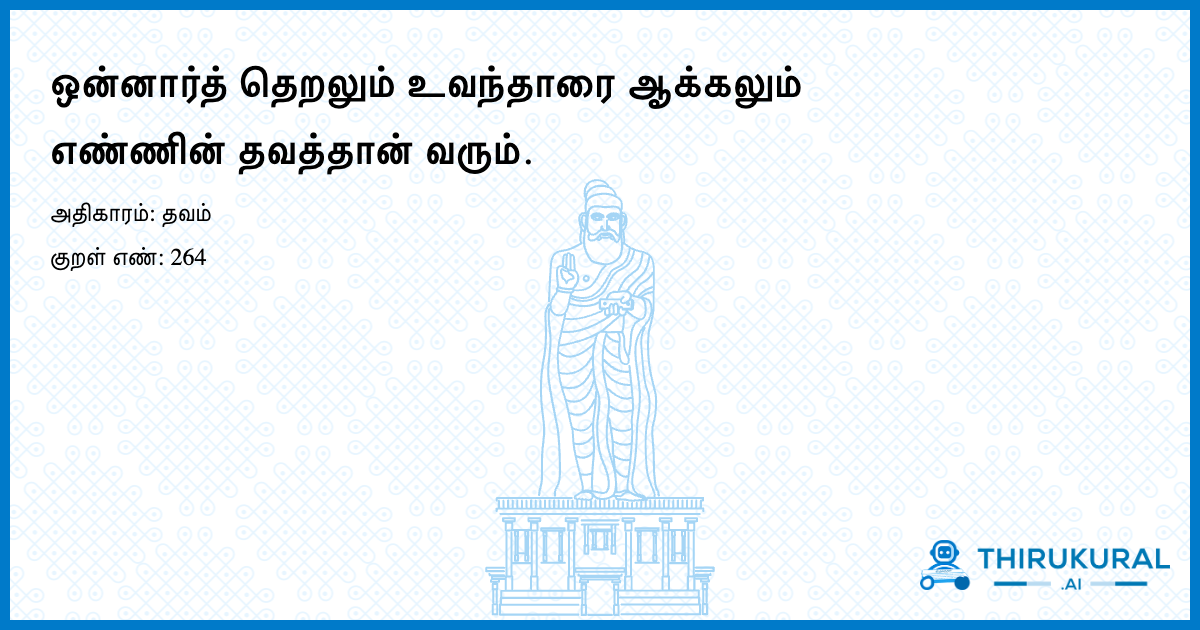 ஒன்னார்த் தெறலும் உவந்தாரை ஆக்கலும்
எண்ணின் தவத்தான் வரும்.
அதிகாரம்: தவம்
குறள் எண்: 264
THIRUKURAL
.AI